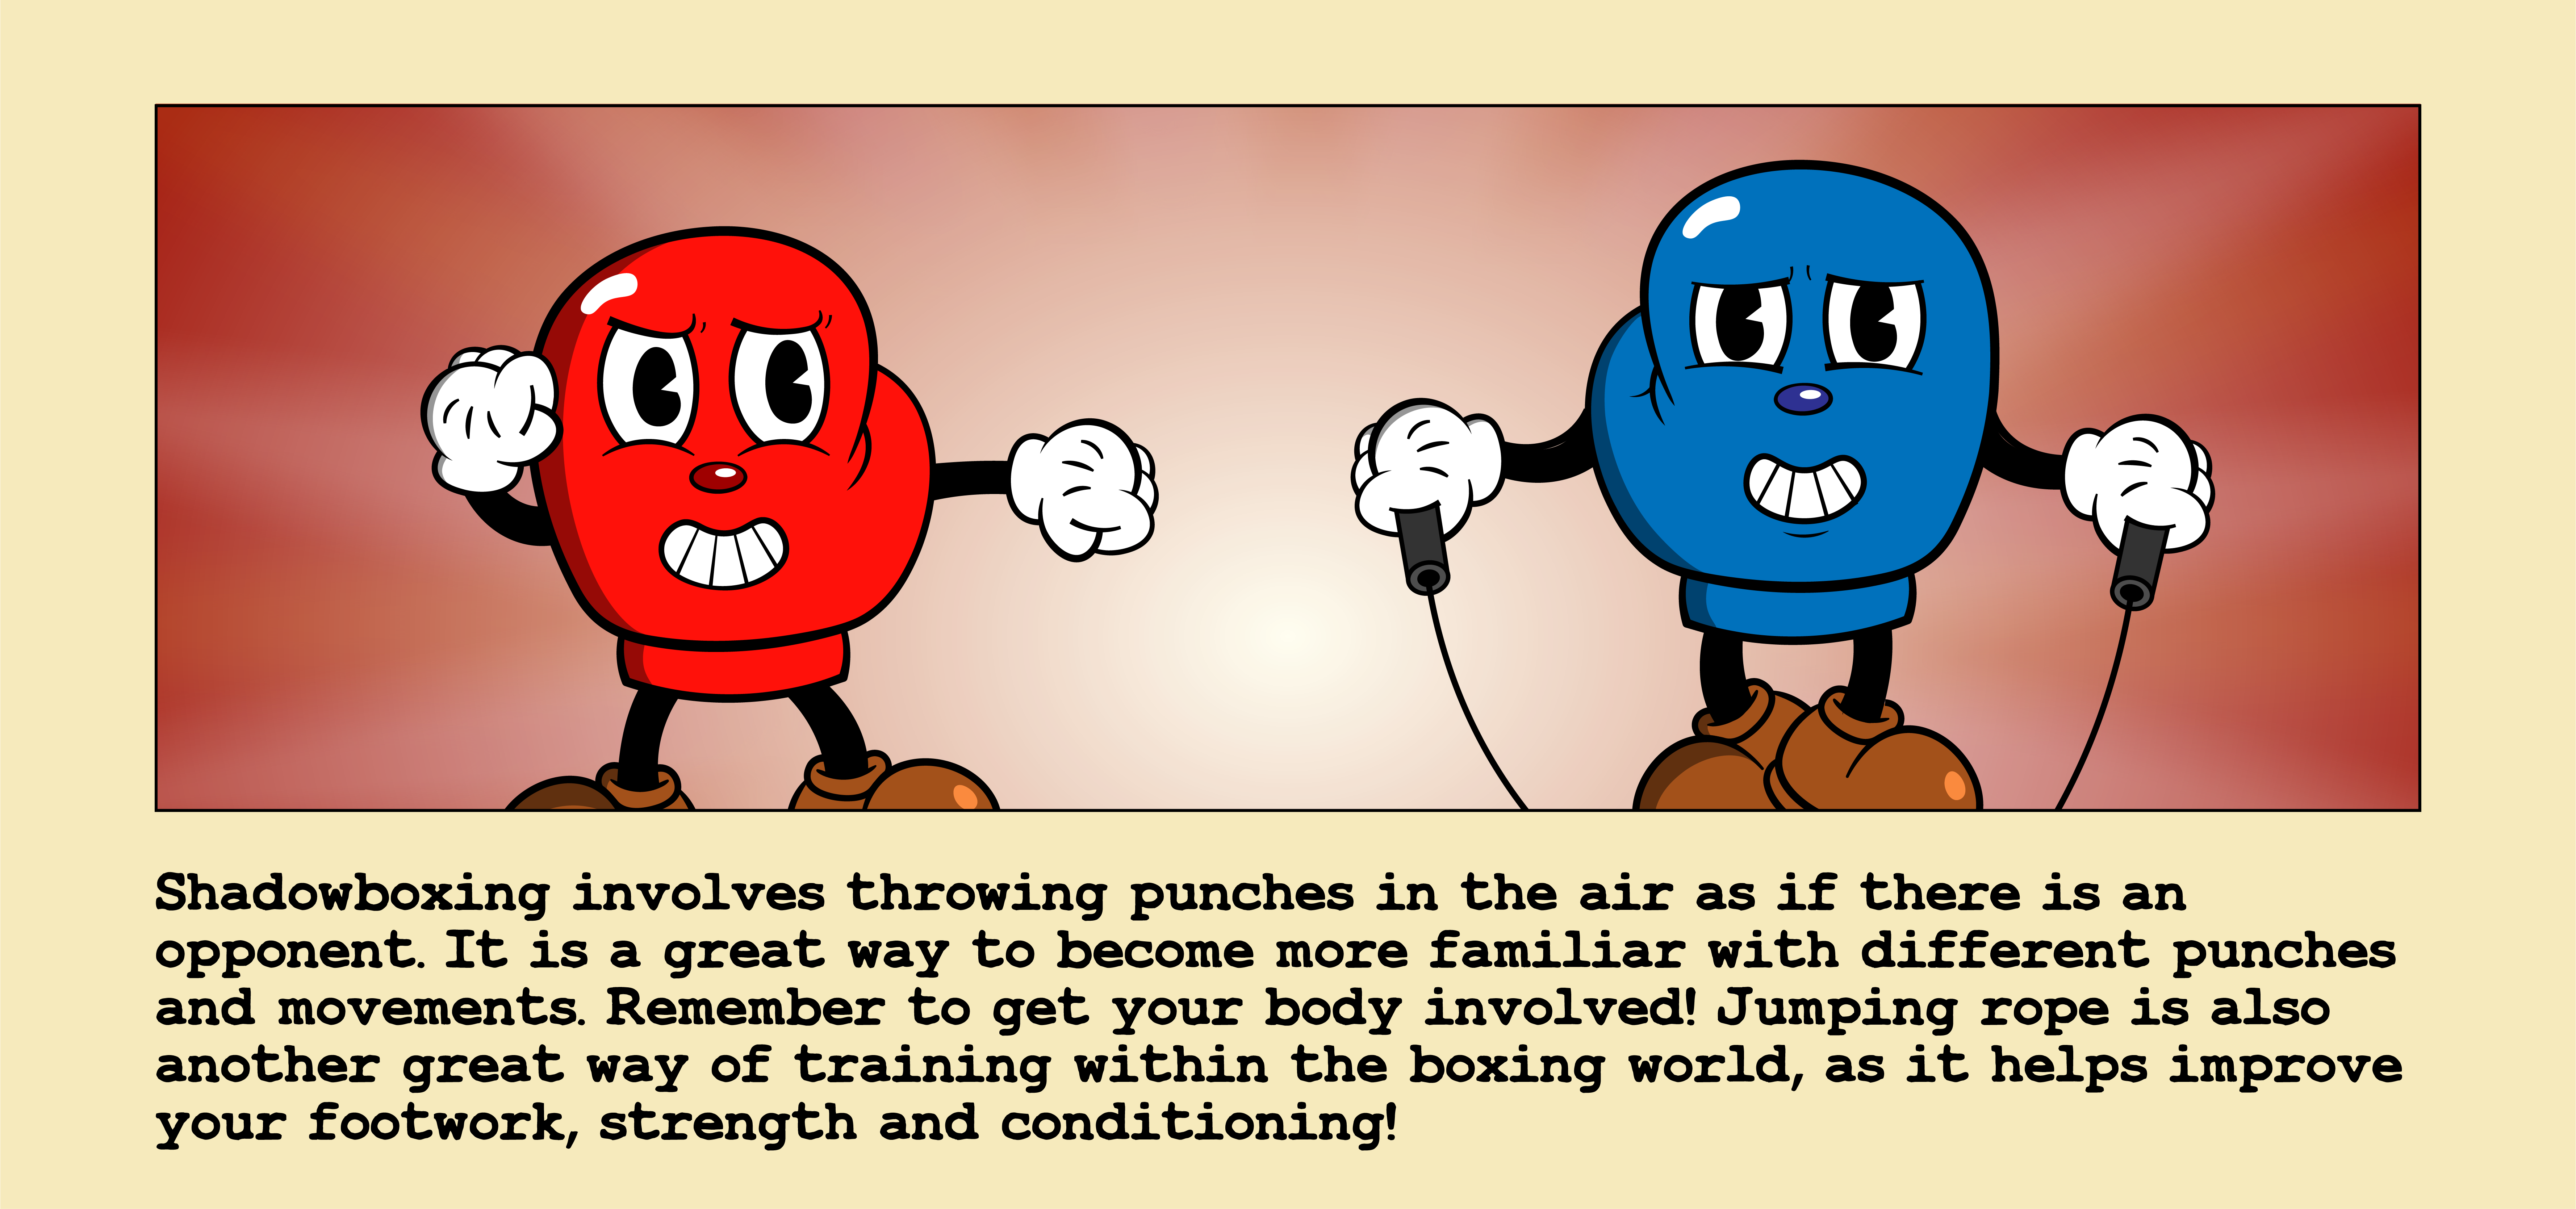 Shadowboxing involves throwing punches in the air as if there is an
opponent. It is a great way to become more familiar with different punches
and movements. Remember to get your body involved! Jumping rope is also
another great way of training within the boxing world, as it helps improve
your footwork, strength and conditioning!